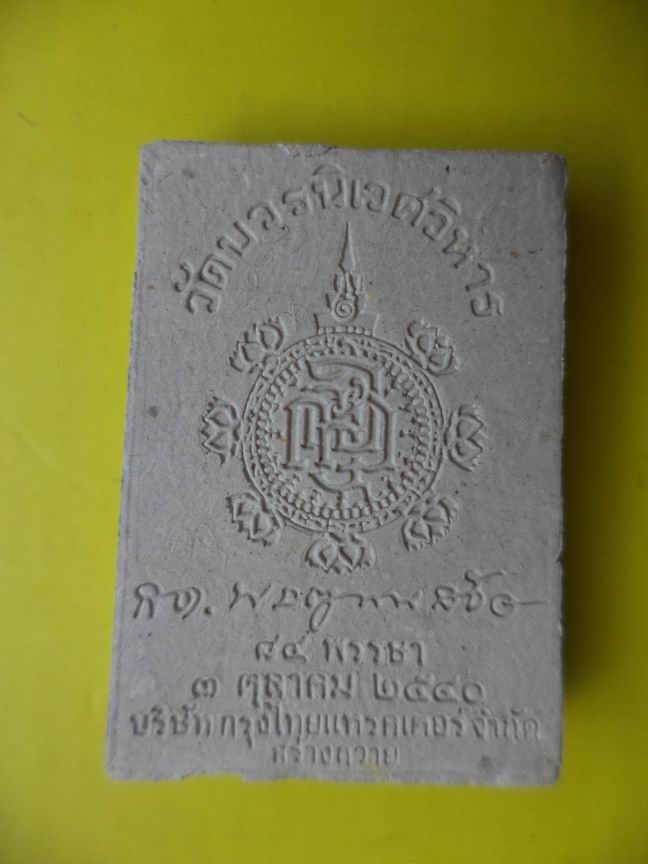 วัดบวรนิเวศวิหาร
๘๔ พรรษา
๓ ตุลาคม ๒๕๔๐
บริษัทกรุงไทยแทรคเตอร์ จำกัด
สร้างถวาย